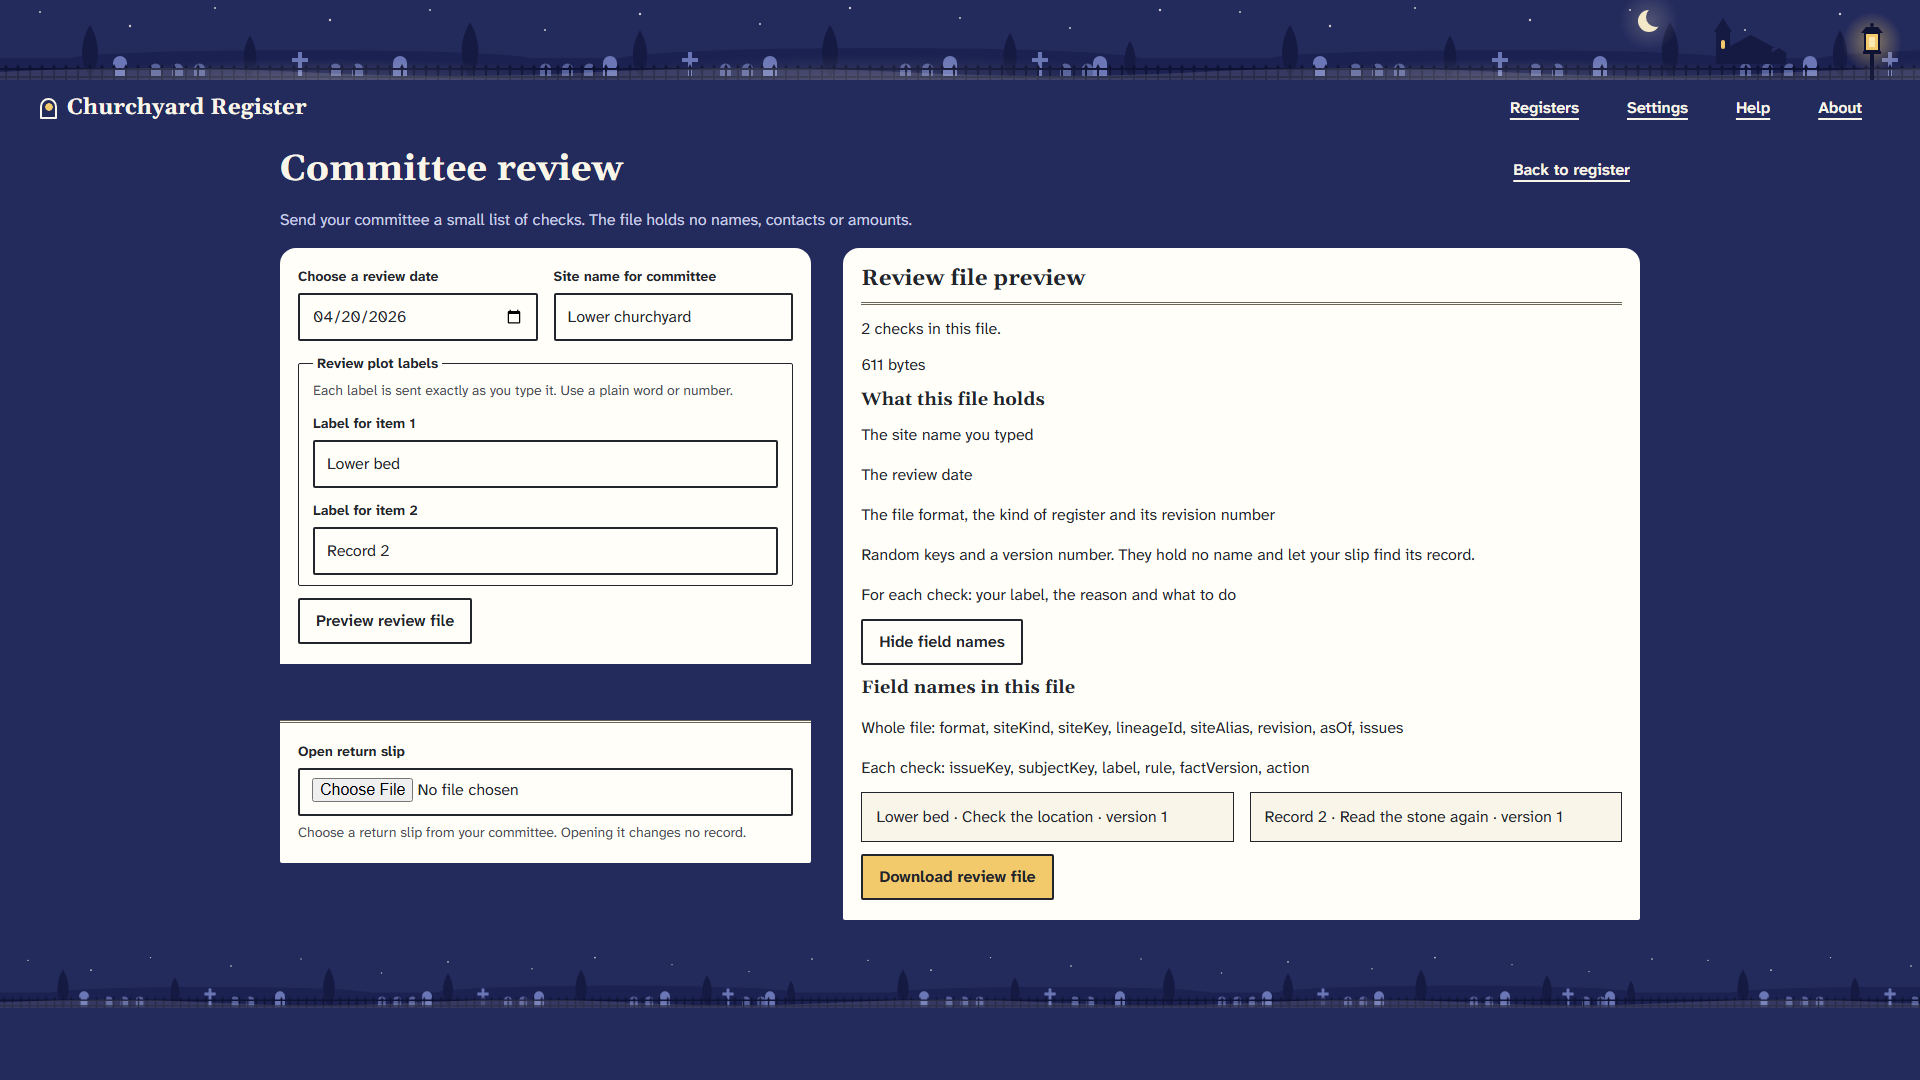 Churchyard Register
Registers
Settings
Help
About
Committee review
Back to register
Send your committee a small list of checks. The file holds no names, contacts or amounts.
Choose a review date
04/20/2026
Site name for committee
Lower churchyard
Review plot labels
Each label is sent exactly as you type it. Use a plain word or number.
Label for item 1
Lower bed
Label for item 2
Record 2
Preview review file
Open return slip
Choose File No file chosen
Choose a return slip from your committee. Opening it changes no record.
Review file preview
2 checks in this file.
611 bytes
What this file holds
The site name you typed
The review date
The file format, the kind of register and its revision number
Random keys and a version number. They hold no name and let your slip find its record.
For each check: your label, the reason and what to do
Hide field names
Field names in this file
Whole file: format, siteKind, siteKey, lineageId, siteAlias, revision, asOf, issues
Each check: issueKey, subjectKey, label, rule, factVersion, action
Lower bed · Check the location · version 1
Record 2 · Read the stone again · version 1
Download review file